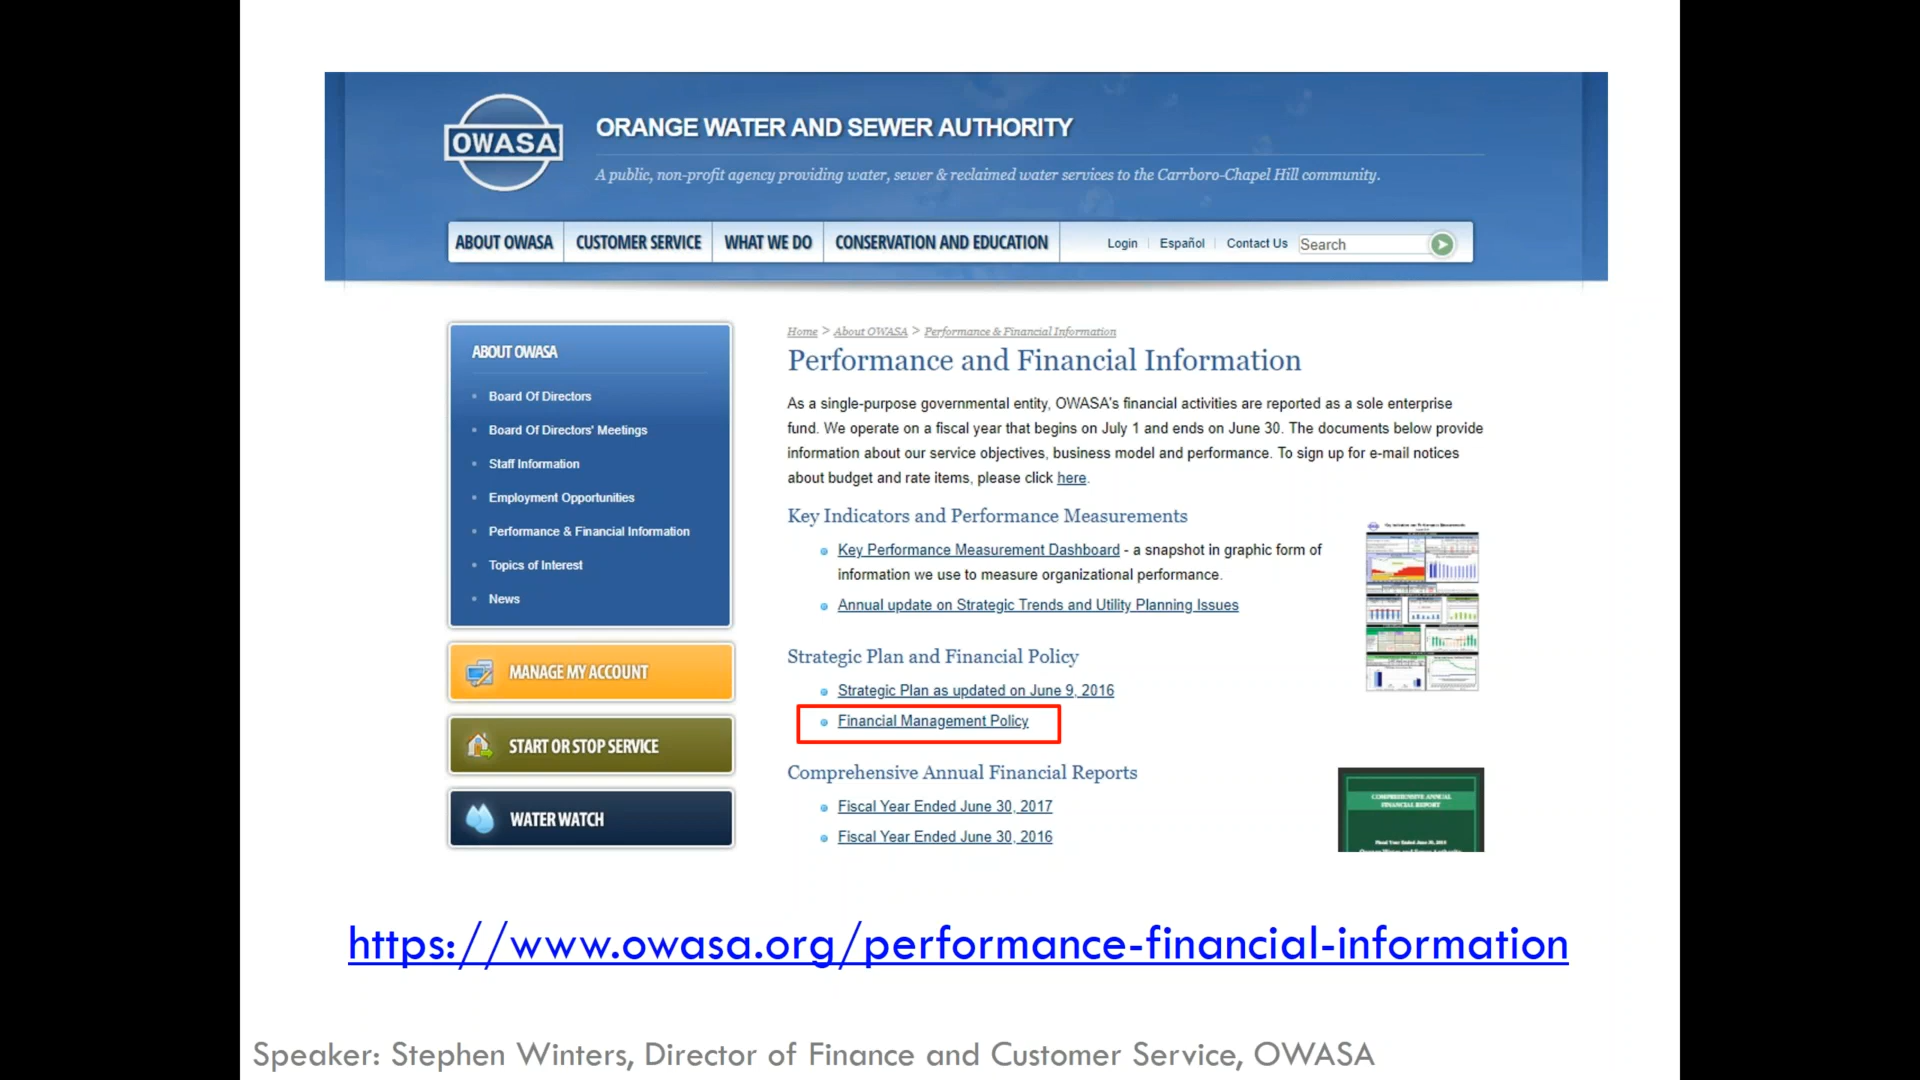 OWASA
ORANGE WATER AND SEWER AUTHORITY
A public, non-profit agency providing water, sewer & reclaimed water services to the Carrboro-Chapel Hill community.
ABOUT OWASA CUSTOMER SERVICE WHAT WE DO CONSERVATION AND EDUCATION Login Español Contact Us Search
ABOUT OWASA
Board Of Directors
Board Of Directors' Meetings
Staff Information
Employment Opportunities
Performance & Financial Information
Topics of Interest
News
MANAGE MY ACCOUNT
START OR STOP SERVICE
WATER WATCH
Home > About OWASA > Performance & Financial Information
Performance and Financial Information
As a single-purpose governmental entity, OWASA's financial activities are reported as a sole enterprise
fund. We operate on a fiscal year that begins on July 1 and ends on June 30. The documents below provide
information about our service objectives, business model and performance. To sign up for e-mail notices
about budget and rate items, please click here.
Key Indicators and Performance Measurements
Key Performance Measurement Dashboard - a snapshot in graphic form of
information we use to measure organizational performance.
Annual update on Strategic Trends and Utility Planning Issues
Strategic Plan and Financial Policy
Strategic Plan as updated on June 9, 2016
Financial Management Policy
Comprehensive Annual Financial Reports
Fiscal Year Ended June 30, 2017
Fiscal Year Ended June 30, 2016
COMPREHENSIVE ANNUAL
FINANCIAL REPORT
https://www.owasa.org/performance-financial-information
Speaker: Stephen Winters, Director of Finance and Customer Service, OWASA